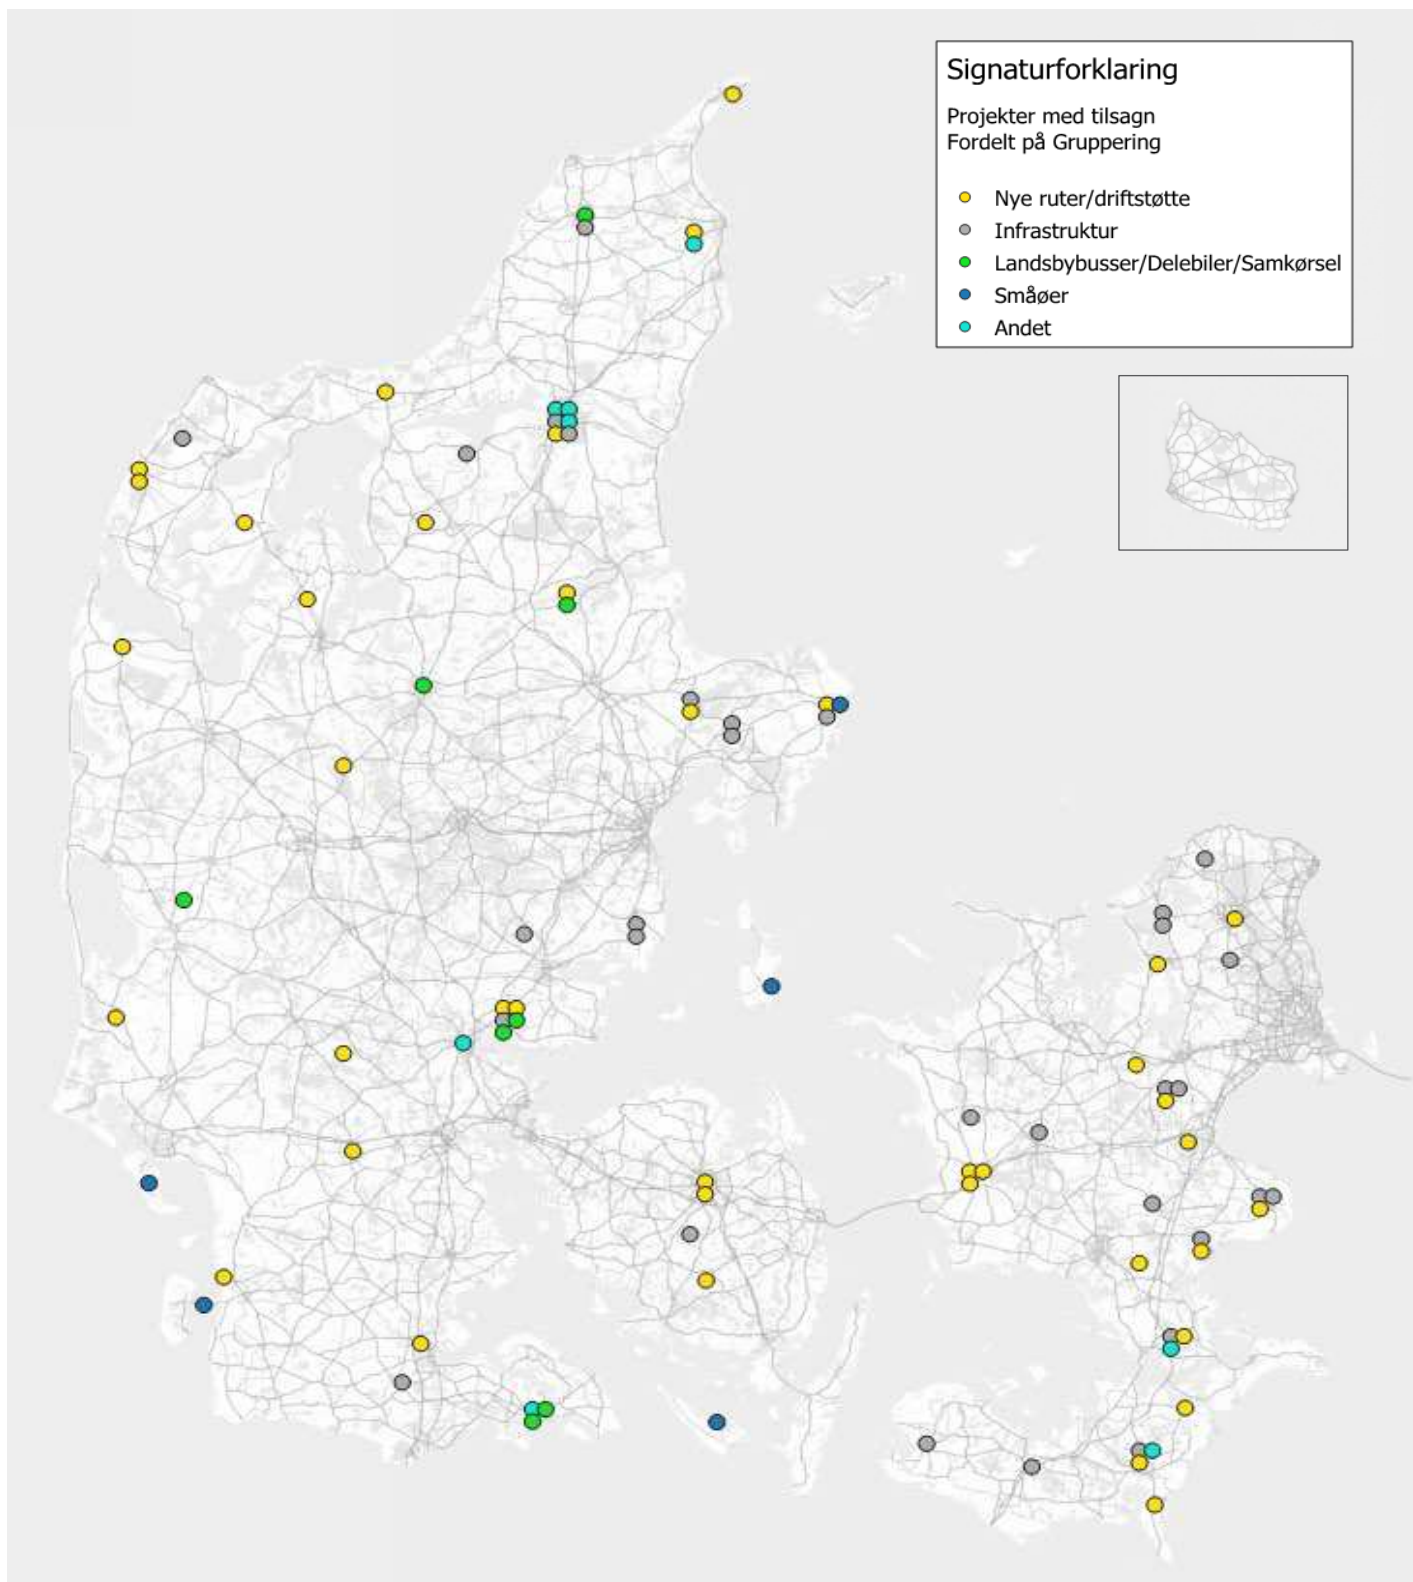 Signaturforklaring
Projekter med tilsagn
Fordelt på Gruppering
Nye ruter/driftstøtte
Infrastruktur
Landsbybusser/Delebiler/Samkørsel
Småøer
Andet